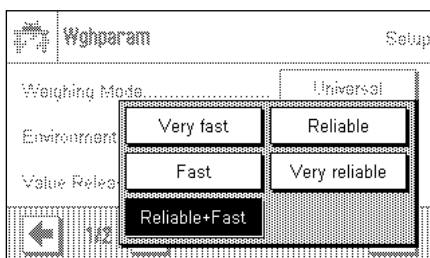 Wghparam Setup
Weighing Mode................... Universal
Environment
Value Relea
Very fast Reliable
Fast Very reliable
Reliable+Fast
1/2